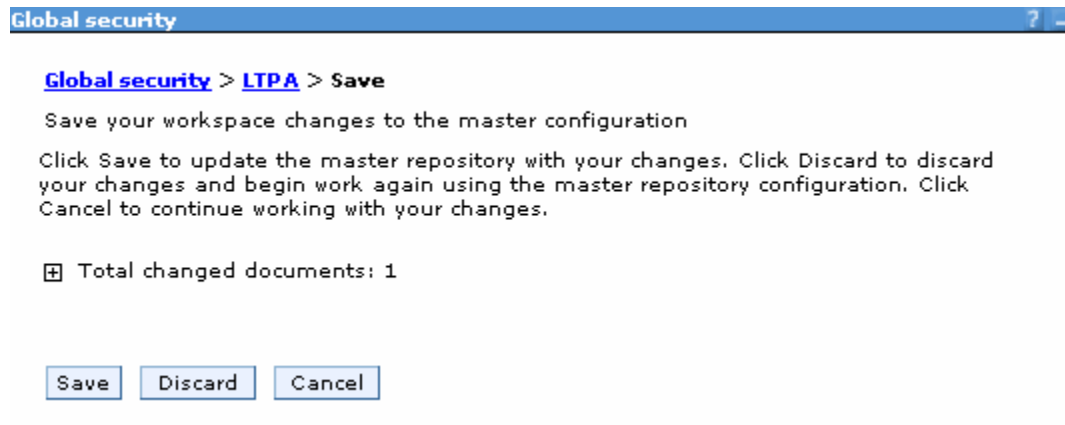 Global security ? –
Global security > LTPA > Save
Save your workspace changes to the master configuration
Click Save to update the master repository with your changes. Click Discard to discard
your changes and begin work again using the master repository configuration. Click
Cancel to continue working with your changes.
Total changed documents: 1
Save Discard Cancel